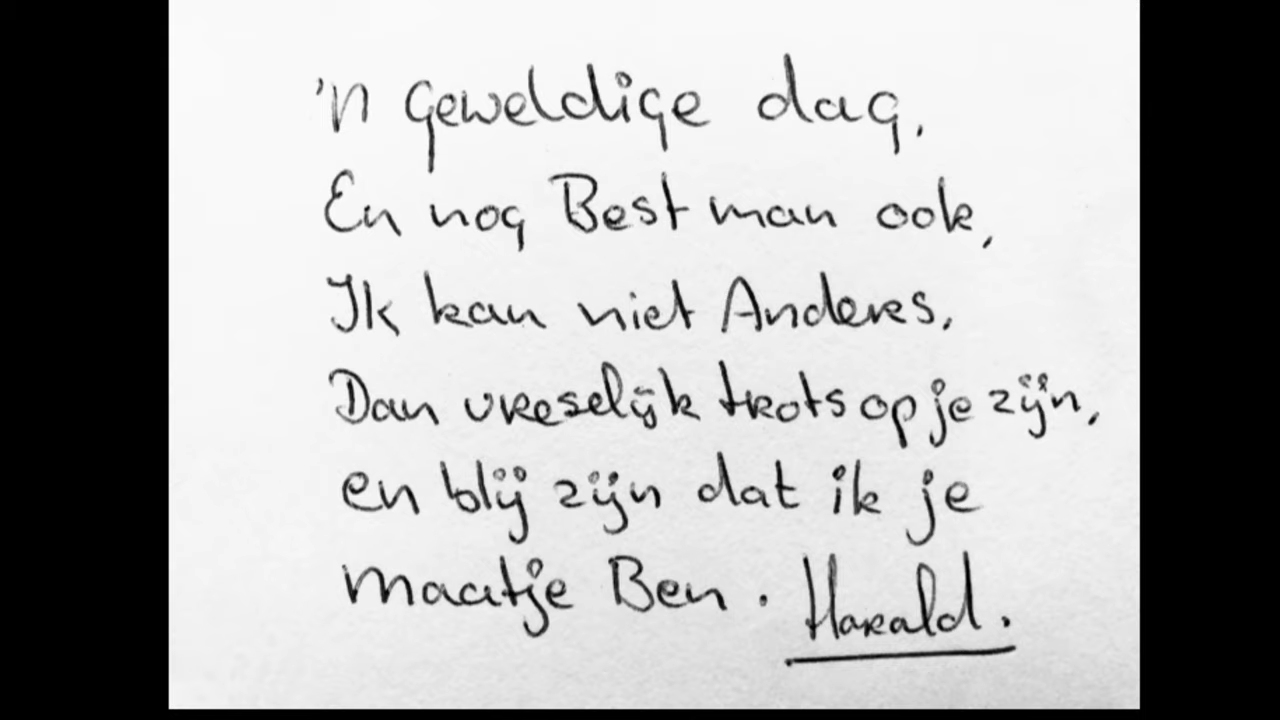 'n geweldige dag,
En nog Best man ook,
Ik kan niet Anders,
Dan vreselijk trots op je zijn,
en blij zijn dat ik je
maatje Ben. Harald.